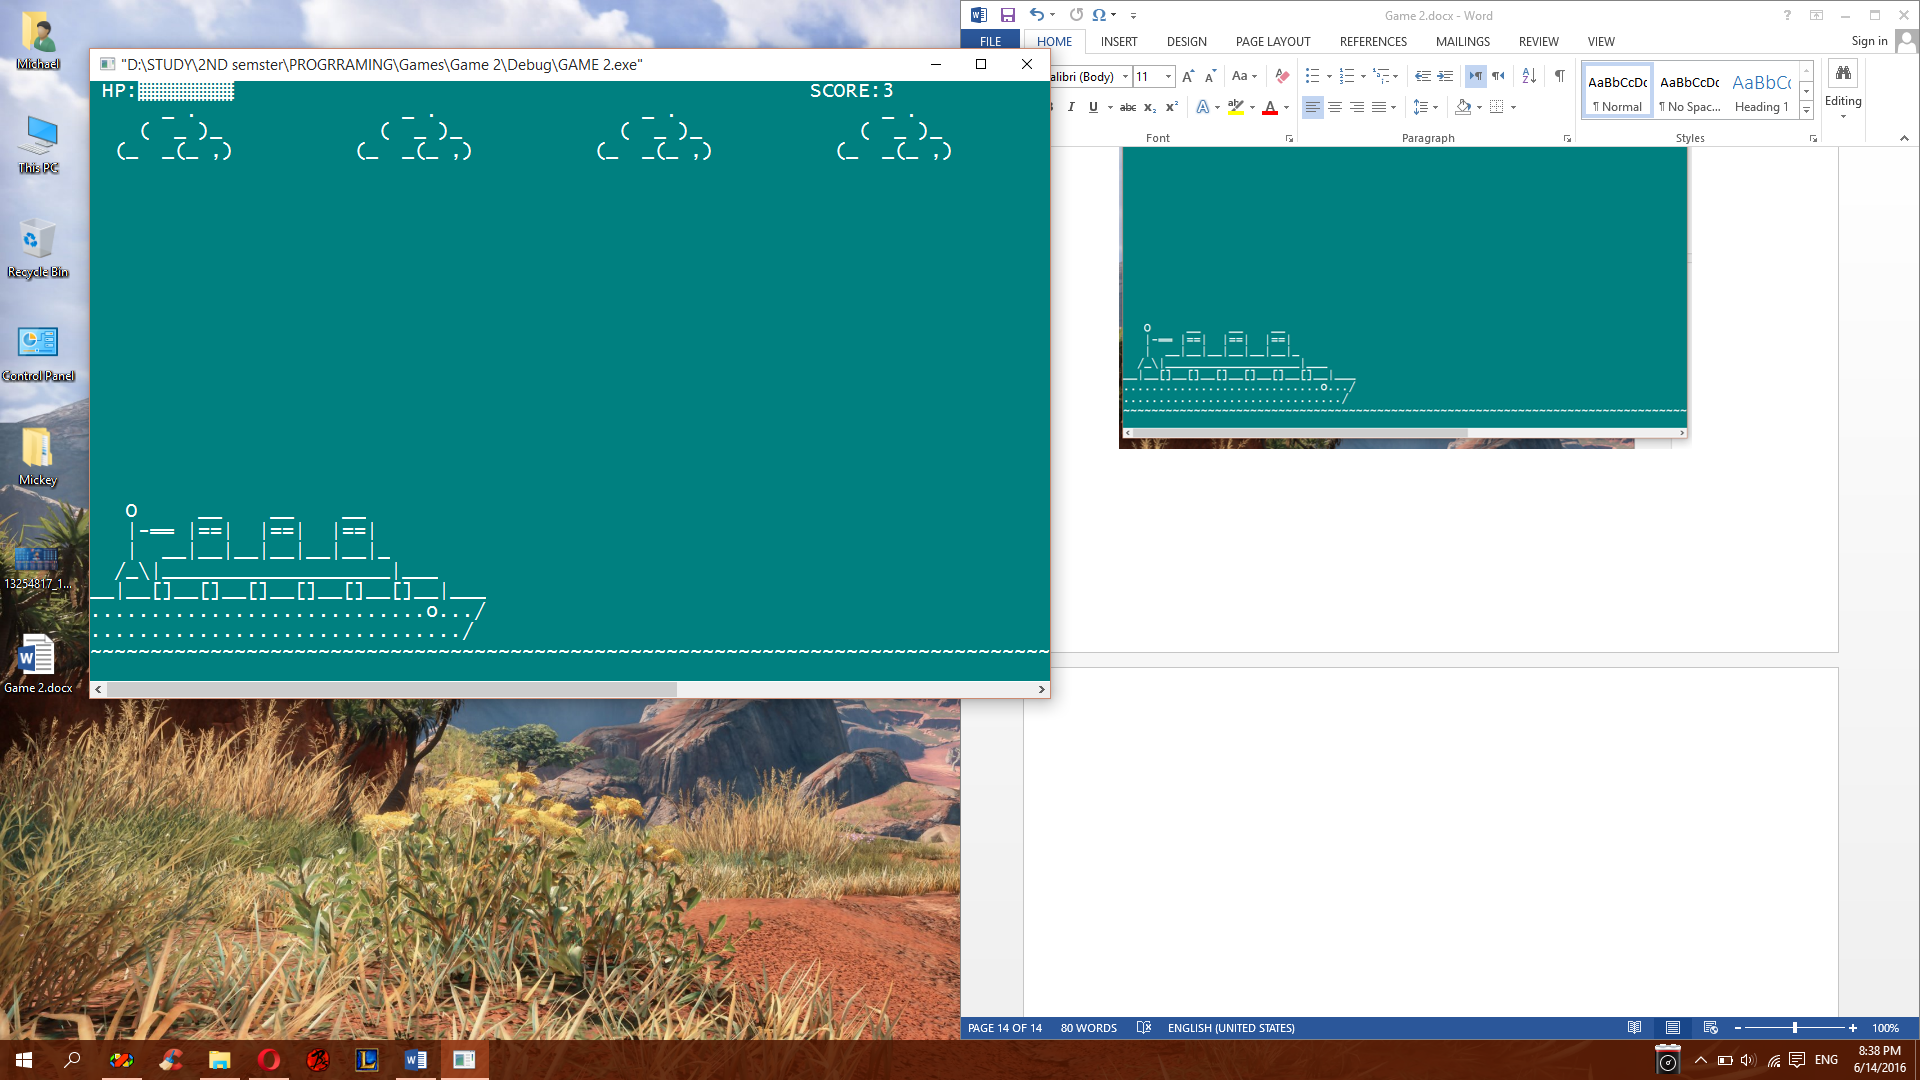 Michael
This PC
Recycle Bin
Control Panel
Mickey
13254817_1...
Game 2.docx
"D:\STUDY\2ND semster\PROGRRAMING\Games\Game 2\Debug\GAME 2.exe"
HP:
SCORE:3
Game 2.docx - Word
FILE
HOME
INSERT
DESIGN
PAGE LAYOUT
REFERENCES
MAILINGS
REVIEW
VIEW
Sign in
alibri (Body)
11
Font
Paragraph
AaBbCcDc
¶ Normal
AaBbCcDc
¶ No Spac...
AaBbCc
Heading 1
Styles
Editing
PAGE 14 OF 14
80 WORDS
ENGLISH (UNITED STATES)
100%
ENG
8:38 PM
6/14/2016